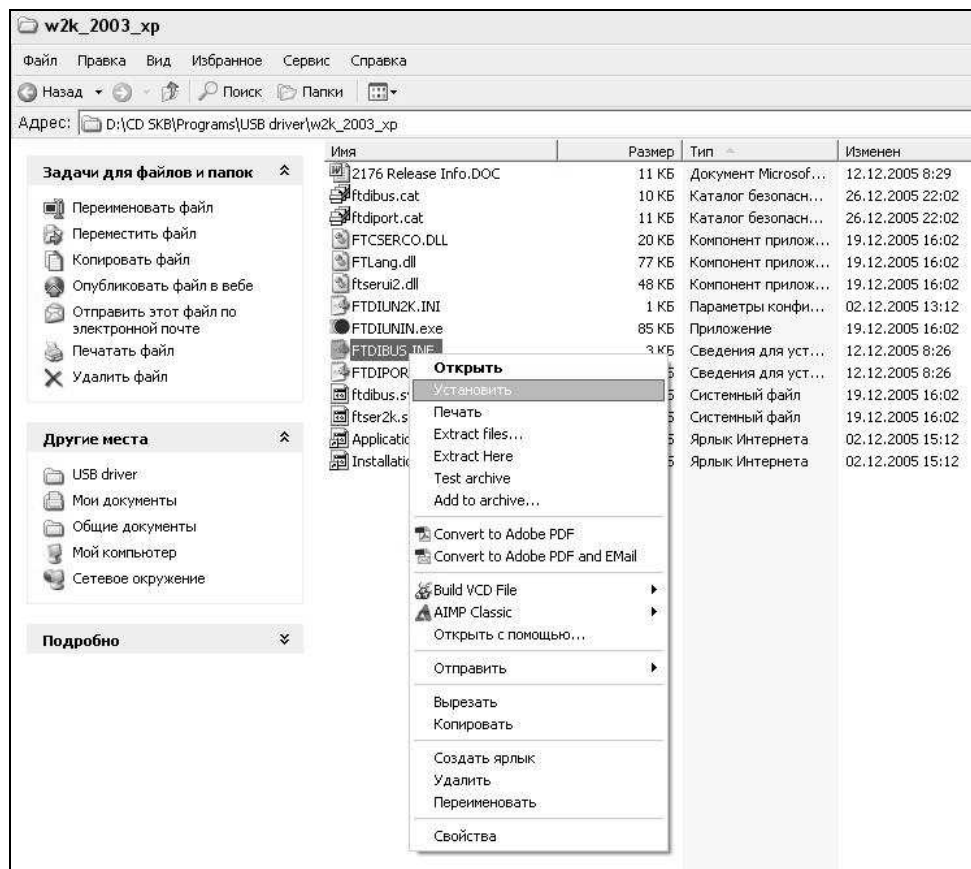 w2k_2003_xp
Файл Правка Вид Избранное Сервис Справка
Назад Поиск Папки
Адрес: D:\CD SKB\Programs\USB driver\w2k_2003_xp
Задачи для файлов и папок
Переименовать файл
Переместить файл
Копировать файл
Опубликовать файл в вебе
Отправить этот файл по
электронной почте
Печатать файл
Удалить файл
Другие места
USB driver
Мои документы
Общие документы
Мой компьютер
Сетевое окружение
Подробно
Имя Размер Тип Изменен
2176 Release Info.DOC 11 КБ Документ Microsof... 12.12.2005 8:29
ftdibus.cat 10 КБ Каталог безопасн... 26.12.2005 22:02
ftdiport.cat 11 КБ Каталог безопасн... 26.12.2005 22:02
FTCSERCO.DLL 20 КБ Компонент прилож... 19.12.2005 16:02
FTLang.dll 77 КБ Компонент прилож... 19.12.2005 16:02
ftserui2.dll 48 КБ Компонент прилож... 19.12.2005 16:02
FTDIUN2K.INI 1 КБ Параметры конфи... 02.12.2005 13:12
FTDIUNIN.exe 85 КБ Приложение 19.12.2005 16:02
FTDIBUS.INF 3 КБ Сведения для уст... 12.12.2005 8:26
FTDIPOR Б Сведения для уст... 12.12.2005 8:26
ftdibus.s Б Системный файл 19.12.2005 16:02
ftser2k.s Б Системный файл 19.12.2005 16:02
Applicatio Б Ярлык Интернета 02.12.2005 15:12
Installatio Б Ярлык Интернета 02.12.2005 15:12
Открыть
Установить
Печать
Extract files...
Extract Here
Test archive
Add to archive...
Convert to Adobe PDF
Convert to Adobe PDF and EMail
Build VCD File
AIMP Classic
Открыть с помощью...
Отправить
Вырезать
Копировать
Создать ярлык
Удалить
Переименовать
Свойства